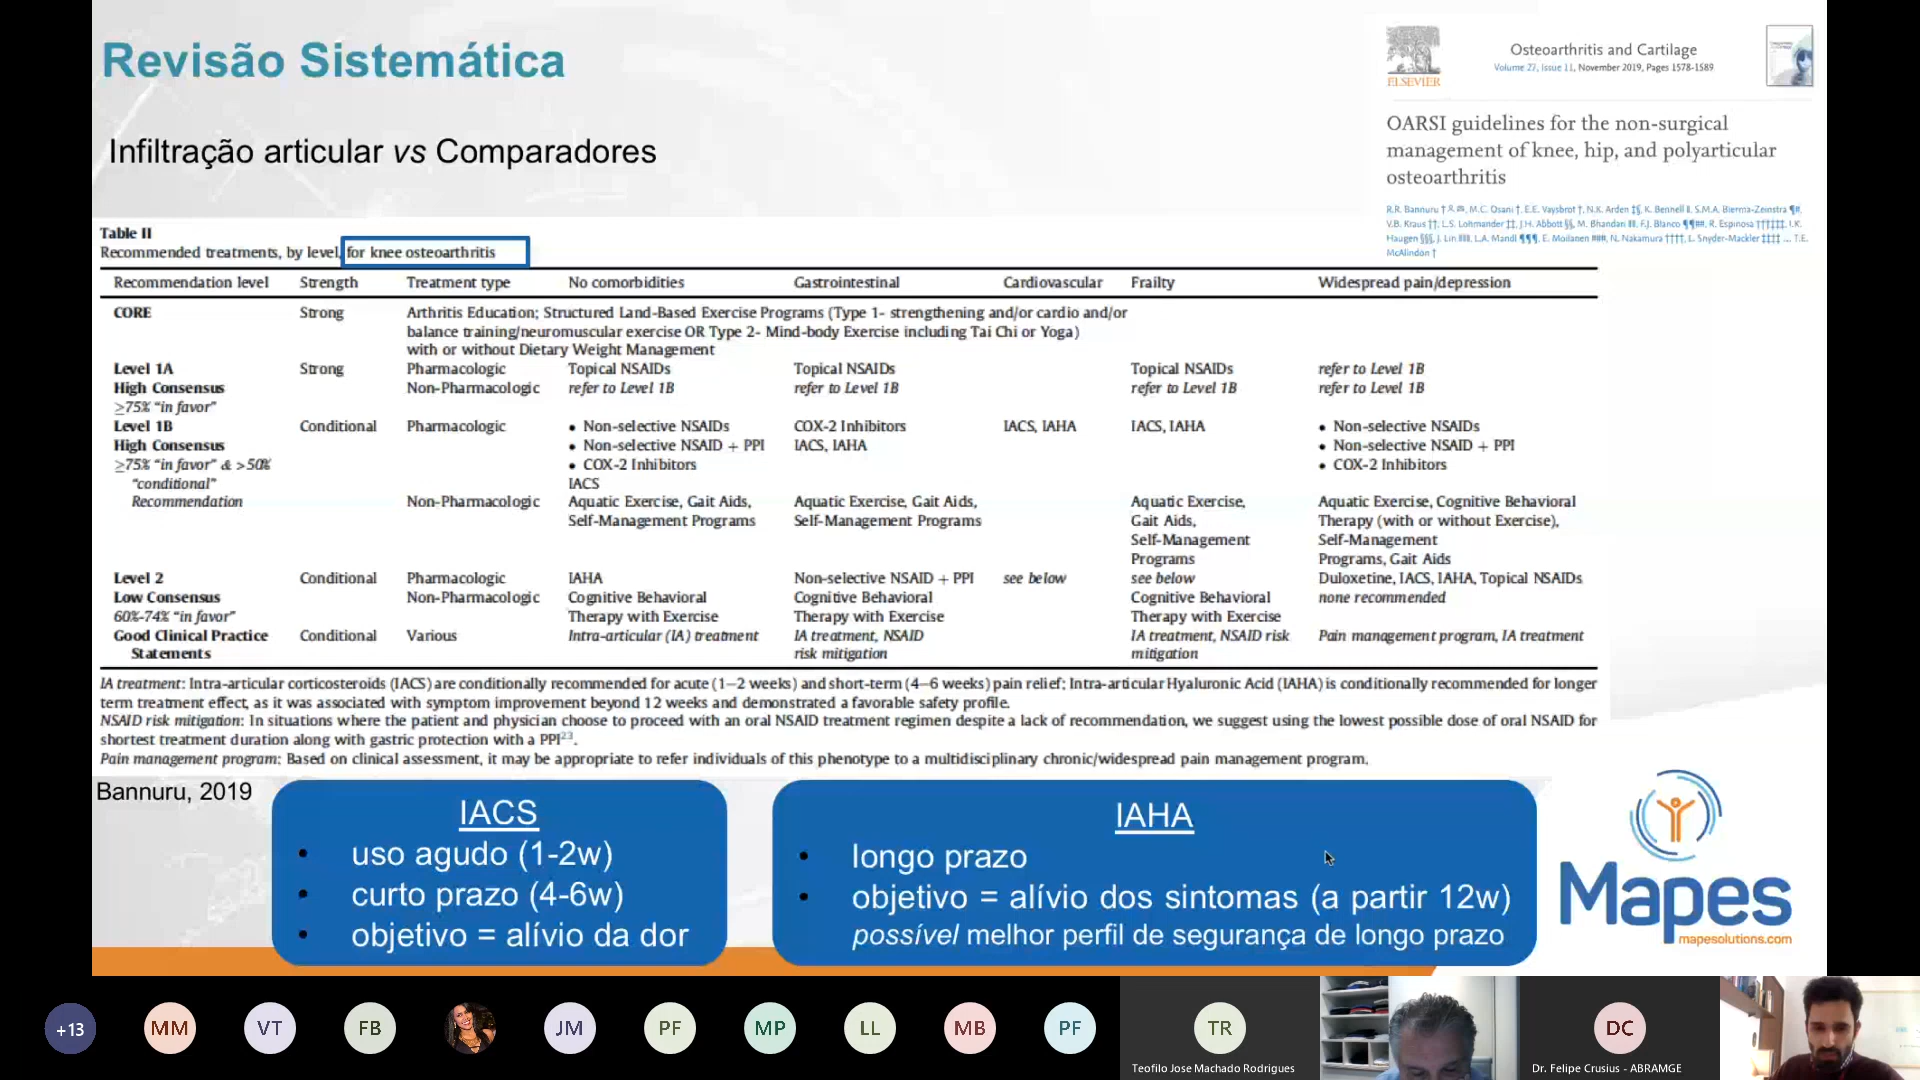 Revisão Sistemática
Infiltração articular vs Comparadores
ELSEVIER
Osteoarthritis and Cartilage
Volume 27, Issue 11, November 2019, Pages 1578-1589
OARSI guidelines for the non-surgical
management of knee, hip, and polyarticular
osteoarthritis
R.R. Bannuru † , M.C. Osani †, E.E. Vaysbrot †, N.K. Arden ‡§, K. Bennell ‖, S.M.A. Bierma-Zeinstra ¶#,
V.B. Kraus ††, L.S. Lohmander ‡‡, J.H. Abbott §§, M. Bhandari ‖‖, F.J. Blanco ¶¶##, R. Espinosa ††††††, I.K.
Haugen §§§, J. Lin ‖‖‖, L.A. Mandl ¶¶¶, E. Moilanen ###, N. Nakamura ††††, L. Snyder-Mackler ‡‡‡‡ ... T.E.
McAlindon †
Table II
Recommended treatments, by level, for knee osteoarthritis
Recommendation level Strength Treatment type No comorbidities Gastrointestinal Cardiovascular Frailty Widespread pain/depression
CORE Strong Arthritis Education; Structured Land-Based Exercise Programs (Type 1- strengthening and/or cardio and/or
balance training/neuromuscular exercise OR Type 2- Mind-body Exercise including Tai Chi or Yoga)
with or without Dietary Weight Management
Level 1A Strong Pharmacologic Topical NSAIDs Topical NSAIDs Topical NSAIDs refer to Level 1B
High Consensus Non-Pharmacologic refer to Level 1B refer to Level 1B refer to Level 1B refer to Level 1B
≥75% "in favor"
Level 1B Conditional Pharmacologic • Non-selective NSAIDs COX-2 Inhibitors IACS, IAHA IACS, IAHA • Non-selective NSAIDs
High Consensus • Non-selective NSAID + PPI IACS, IAHA • Non-selective NSAID + PPI
≥75% "in favor" & >50% • COX-2 Inhibitors • COX-2 Inhibitors
"conditional" IACS
Recommendation Non-Pharmacologic Aquatic Exercise, Gait Aids, Aquatic Exercise, Gait Aids, Aquatic Exercise, Aquatic Exercise, Cognitive Behavioral
Self-Management Programs Self-Management Programs Gait Aids, Therapy (with or without Exercise),
Self-Management Self-Management
Programs Programs, Gait Aids
Level 2 Conditional Pharmacologic IAHA Non-selective NSAID + PPI see below see below Duloxetine, IACS, IAHA, Topical NSAIDs
Low Consensus Non-Pharmacologic Cognitive Behavioral Cognitive Behavioral Cognitive Behavioral none recommended
60%-74% "in favor" Therapy with Exercise Therapy with Exercise Therapy with Exercise
Good Clinical Practice Conditional Various Intra-articular (IA) treatment IA treatment, NSAID IA treatment, NSAID risk Pain management program, IA treatment
Statements risk mitigation mitigation
IA treatment: Intra-articular corticosteroids (IACS) are conditionally recommended for acute (1–2 weeks) and short-term (4–6 weeks) pain relief; Intra-articular Hyaluronic Acid (IAHA) is conditionally recommended for longer
term treatment effect, as it was associated with symptom improvement beyond 12 weeks and demonstrated a favorable safety profile.
NSAID risk mitigation: In situations where the patient and physician choose to proceed with an oral NSAID treatment regimen despite a lack of recommendation, we suggest using the lowest possible dose of oral NSAID for
shortest treatment duration along with gastric protection with a PPI23.
Pain management program: Based on clinical assessment, it may be appropriate to refer individuals of this phenotype to a multidisciplinary chronic/widespread pain management program.
Bannuru, 2019
IACS
• uso agudo (1-2w)
• curto prazo (4-6w)
• objetivo = alívio da dor
IAHA
• longo prazo
• objetivo = alívio dos sintomas (a partir 12w)
possível melhor perfil de segurança de longo prazo
Mapes
mapesolutions.com
+13 MM VT FB JM PF MP LL MB PF TR DC
Teofilo Jose Machado Rodrigues
Dr. Felipe Crusius - ABRAMGE